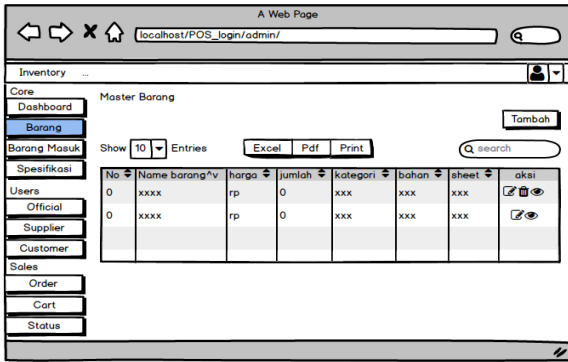 A Web Page
localhost/POS_login/admin/
Inventory ...
Core
Dashboard
Barang
Barang Masuk
Spesifikasi
Users
Official
Supplier
Customer
Sales
Order
Cart
Status
Master Barang
Tambah
Show 10 Entries
Excel Pdf Print
search
No Name barang^v harga jumlah kategori bahan sheet aksi
0 xxxx rp 0 xxx xxx xxx
0 xxxx rp 0 xxx xxx xxx